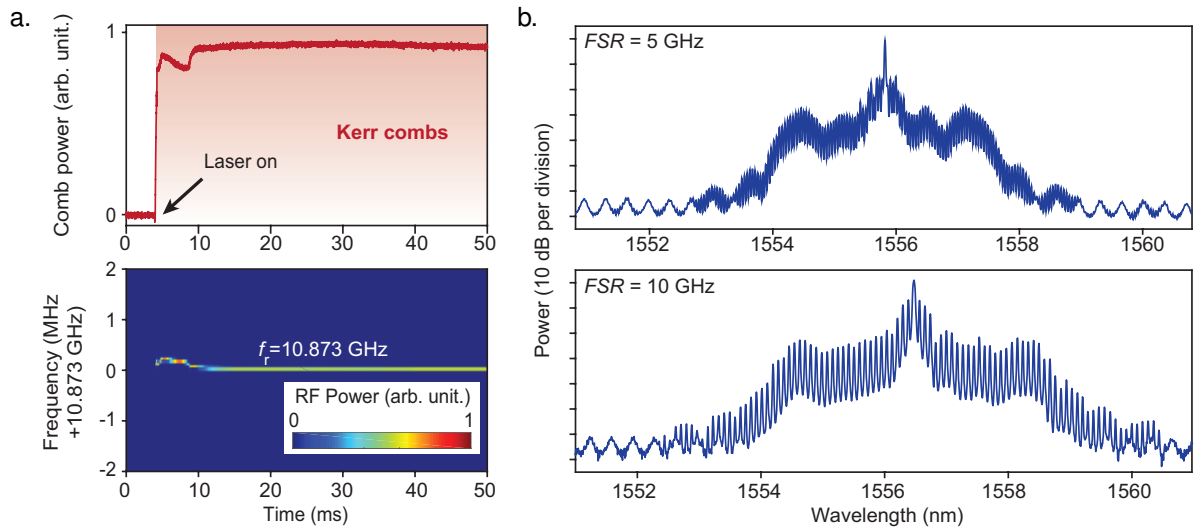 a.
Comb power (arb. unit.)
1
0
Kerr combs
Laser on
0 10 20 30 40 50
Frequency (MHz
+10.873 GHz)
2
1
0
-1
-2
fr=10.873 GHz
RF Power (arb. unit.)
0 1
0 10 20 30 40 50
Time (ms)
b.
Power (10 dB per division)
FSR = 5 GHz
1552 1554 1556 1558 1560
FSR = 10 GHz
1552 1554 1556 1558 1560
Wavelength (nm)